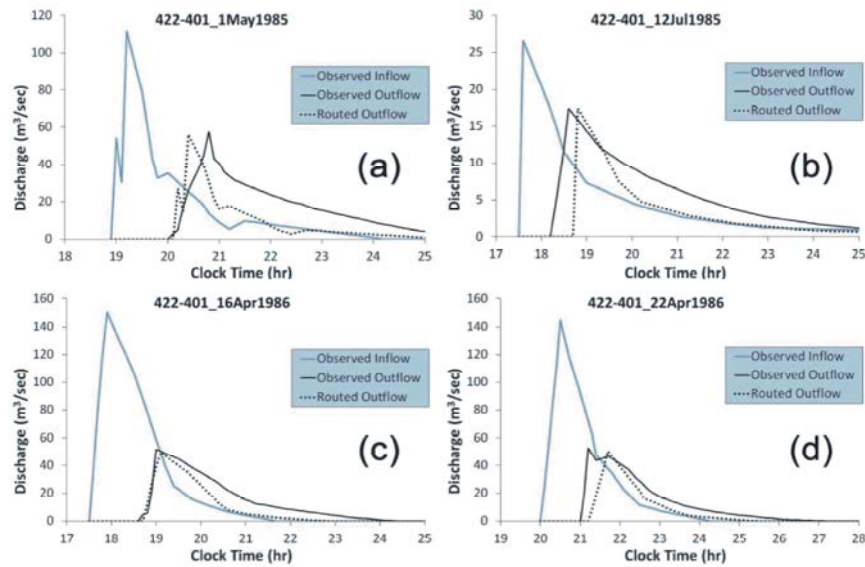 422-401_1May1985
Discharge (m³/sec)
120
100
80
60
40
20
0
Observed Inflow
Observed Outflow
Routed Outflow
(a)
18 19 20 21 22 23 24 25
Clock Time (hr)
422-401_12Jul1985
Discharge (m³/sec)
30
25
20
15
10
5
0
Observed Inflow
Observed Outflow
Routed Outflow
(b)
17 18 19 20 21 22 23 24 25
Clock Time (hr)
422-401_16Apr1986
Discharge (m³/sec)
160
140
120
100
80
60
40
20
0
Observed Inflow
Observed Outflow
Routed Outflow
(c)
17 18 19 20 21 22 23 24 25
Clock Time (hr)
422-401_22Apr1986
Discharge (m³/sec)
160
140
120
100
80
60
40
20
0
Observed Inflow
Observed Outflow
Routed Outflow
(d)
19 20 21 22 23 24 25 26 27 28
Clock Time (hr)